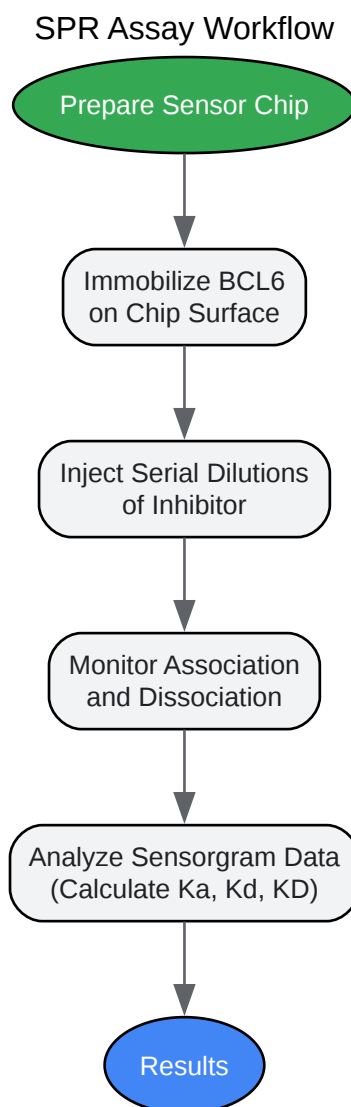 SPR Assay Workflow
Prepare Sensor Chip
Immobilize BCL6
on Chip Surface
Inject Serial Dilutions
of Inhibitor
Monitor Association
and Dissociation
Analyze Sensorgram Data
(Calculate Ka, Kd, KD)
Results